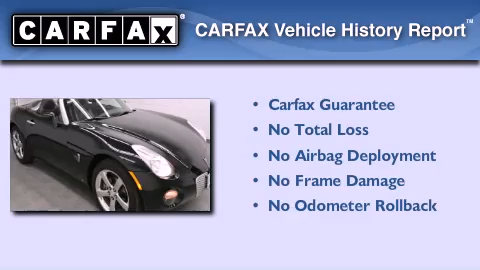 CARFAX® CARFAX Vehicle History Report™
• Carfax Guarantee
• No Total Loss
• No Airbag Deployment
• No Frame Damage
• No Odometer Rollback